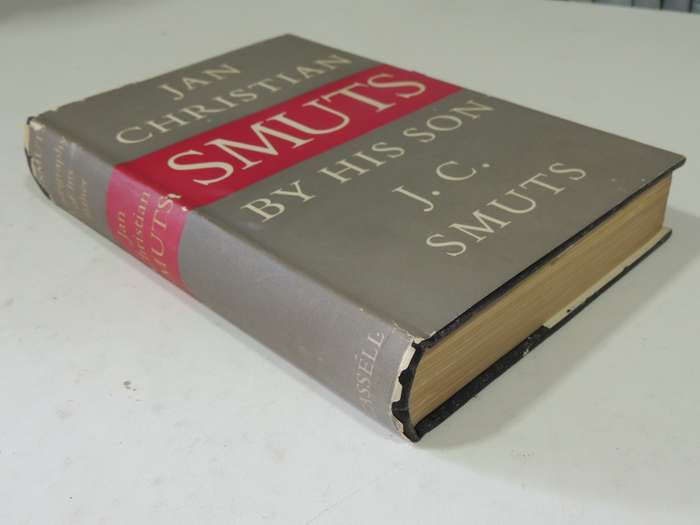 JAN
CHRISTIAN
SMUTS
BY HIS SON
J. C.
SMUTS
Jan
Christian
SMUTS
CASSELL